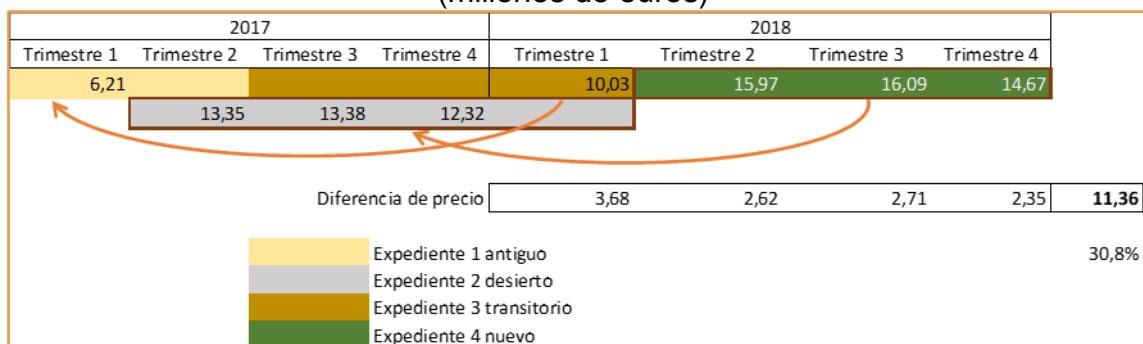 (millones de euros)
2017 2018
Trimestre 1 Trimestre 2 Trimestre 3 Trimestre 4 Trimestre 1 Trimestre 2 Trimestre 3 Trimestre 4
6,21 10,03 15,97 16,09 14,67
13,35 13,38 12,32
Diferencia de precio 3,68 2,62 2,71 2,35 11,36
Expediente 1 antiguo 30,8%
Expediente 2 desierto
Expediente 3 transitorio
Expediente 4 nuevo